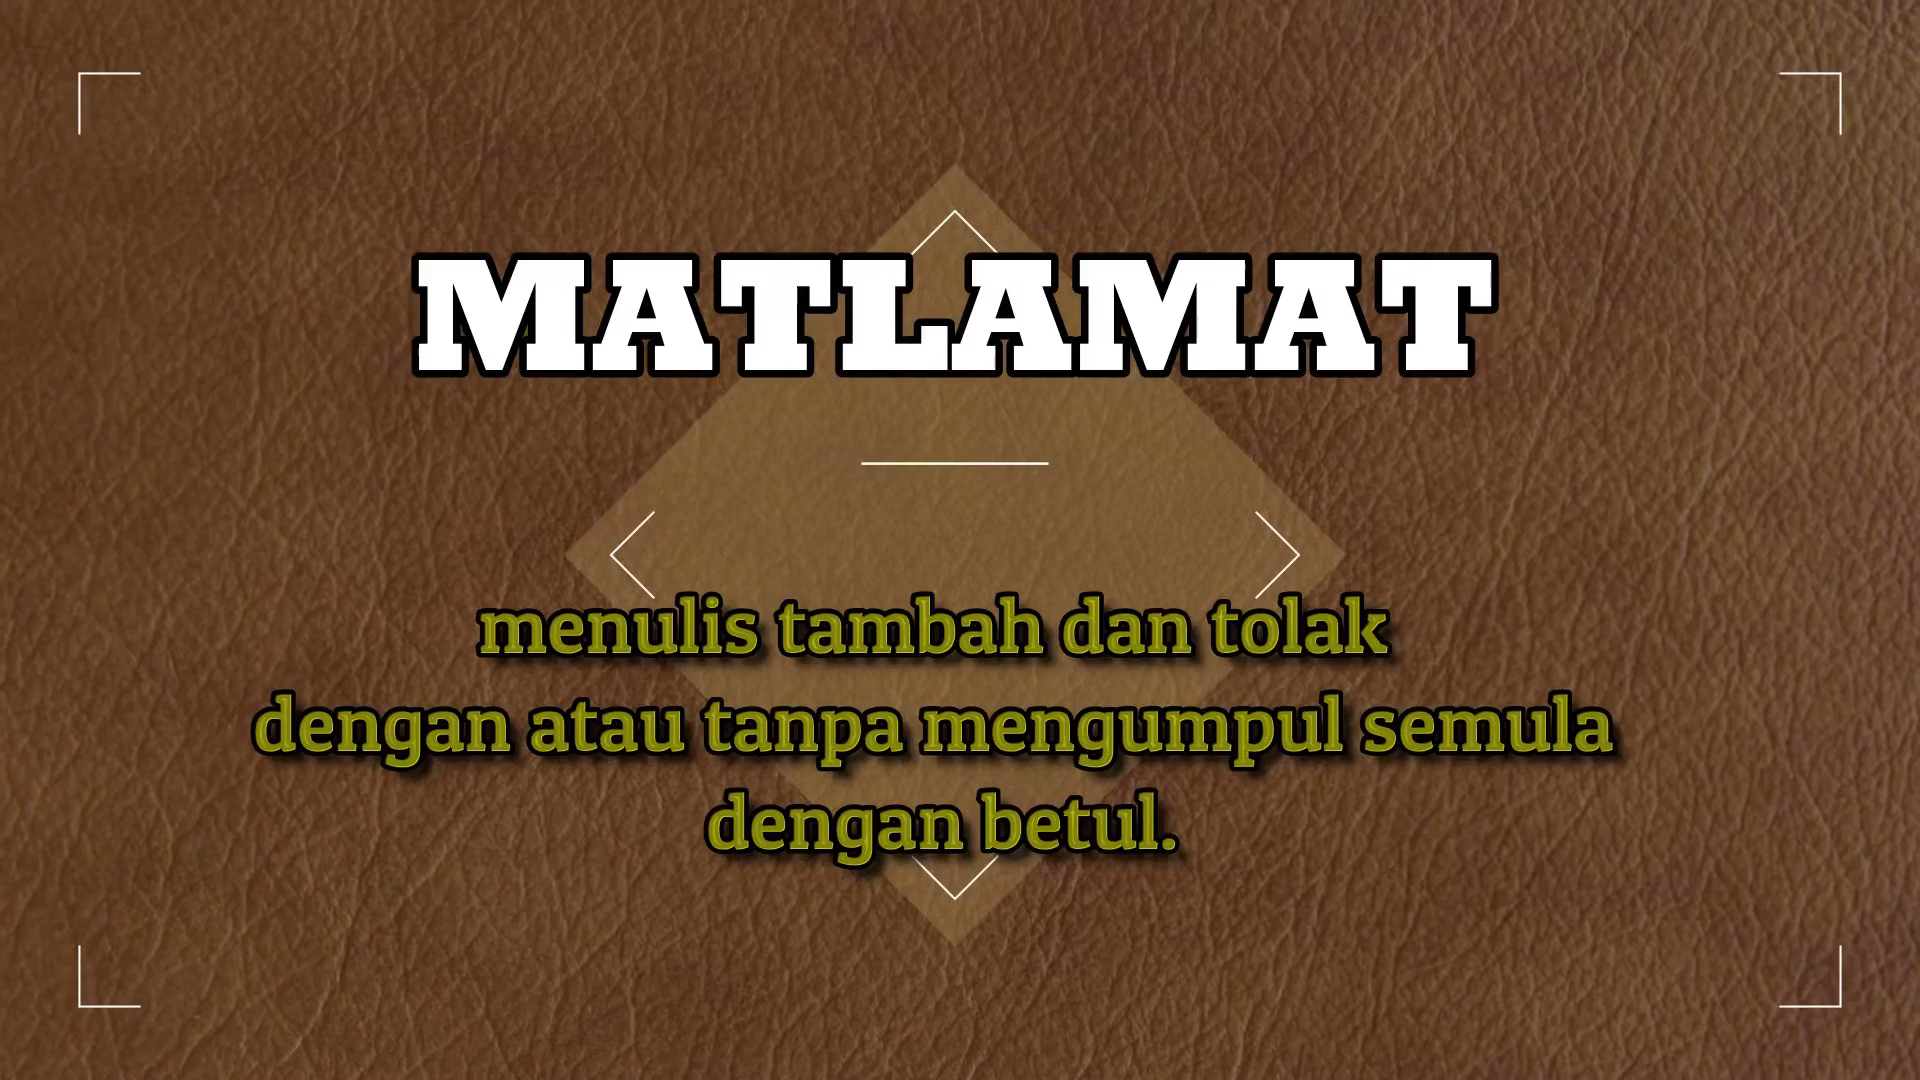 MATLAMAT
menulis tambah dan tolak
dengan atau tanpa mengumpul semula
dengan betul.